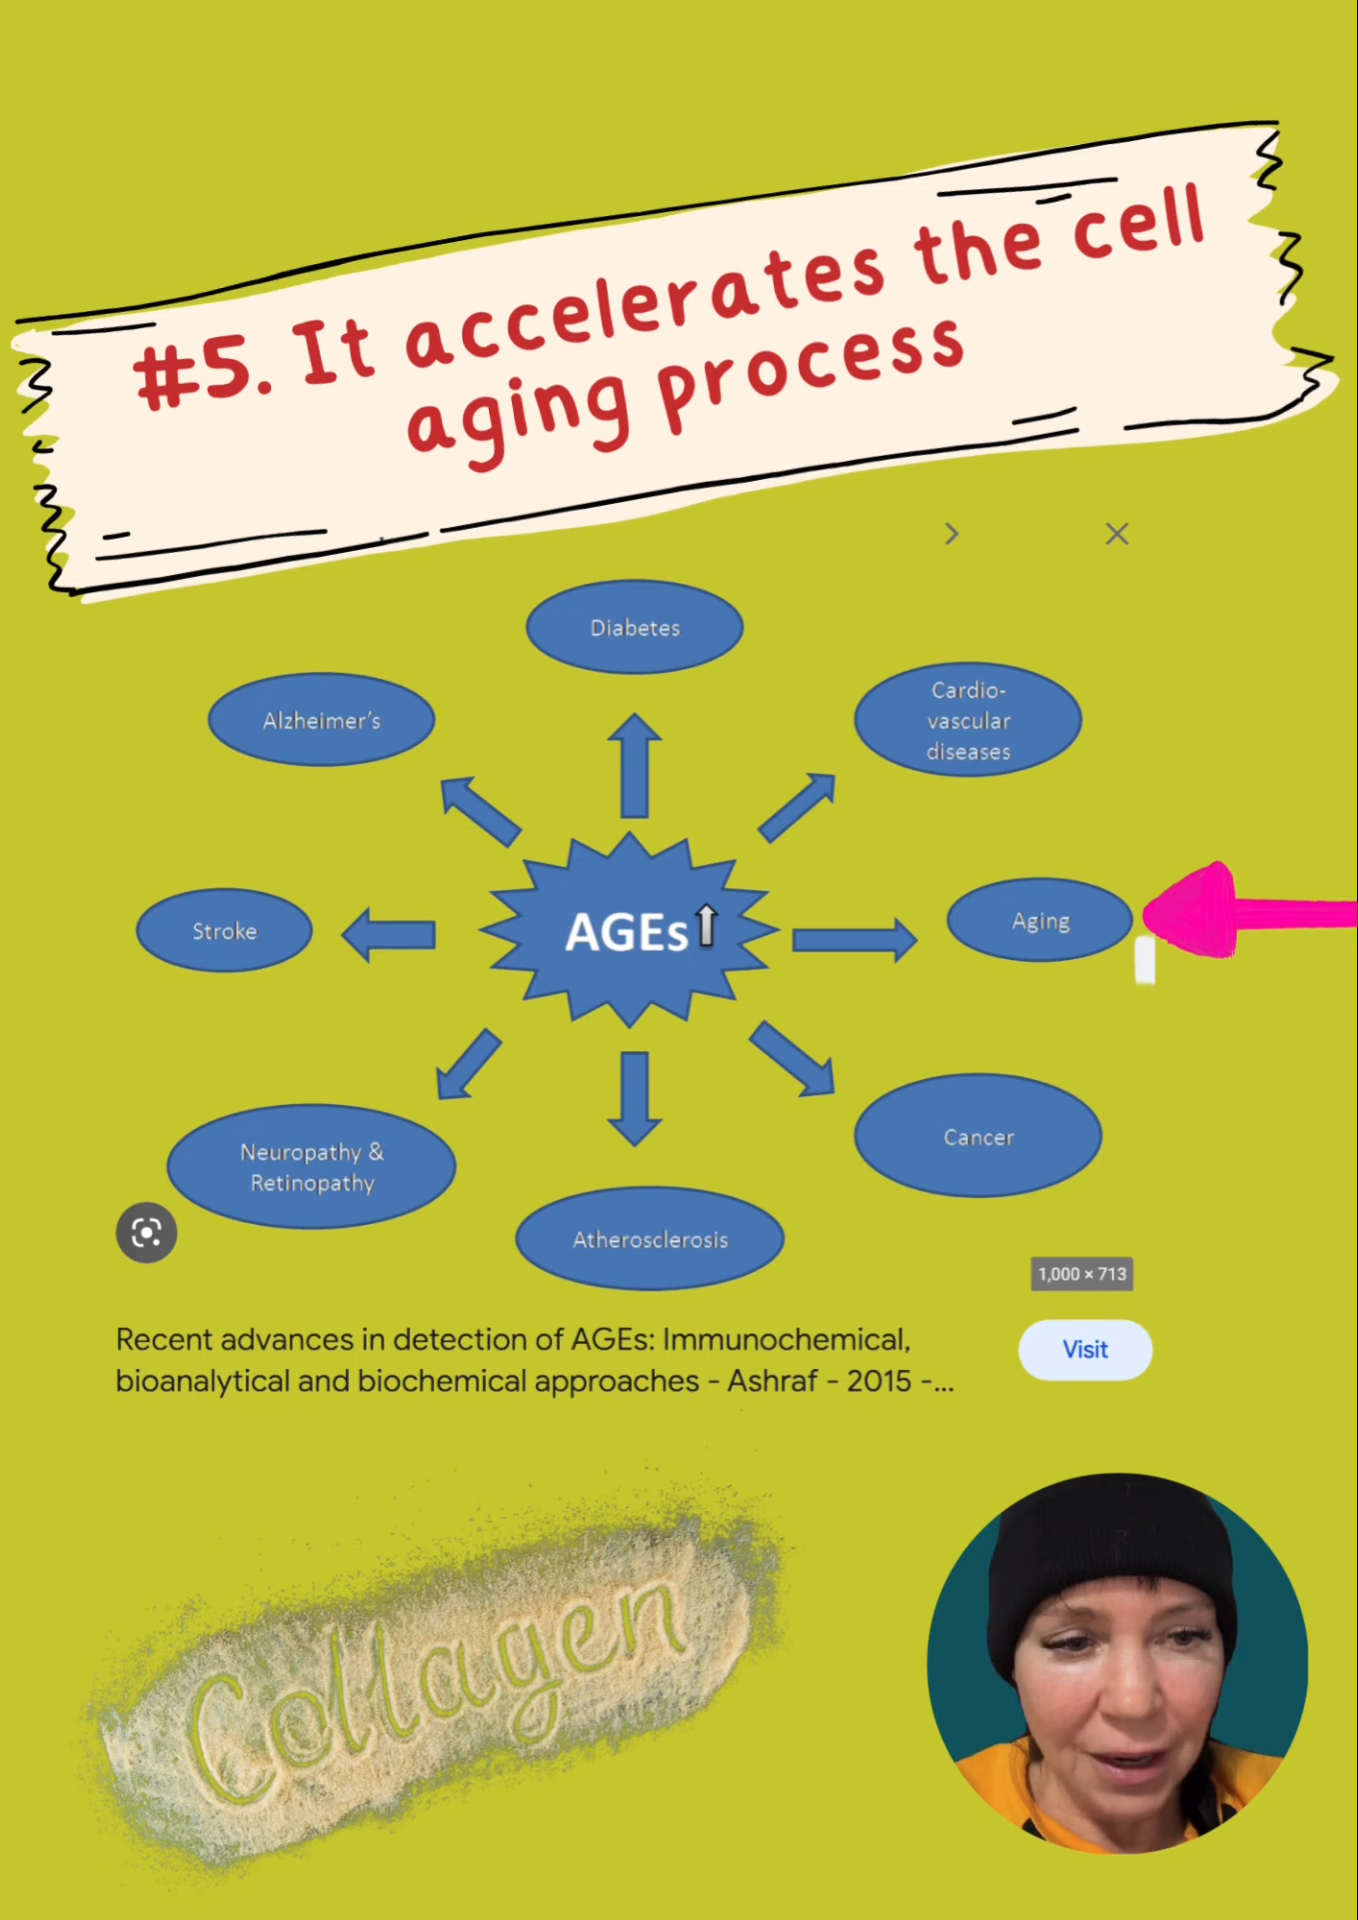 #5. It accelerates the cell
aging process
Diabetes
Alzheimer's
Cardio-
vascular
diseases
Stroke
AGEs
Aging
Neuropathy &
Retinopathy
Cancer
Atherosclerosis
1,000 × 713
Recent advances in detection of AGEs: Immunochemical,
bioanalytical and biochemical approaches - Ashraf - 2015 -...
Visit
Collagen